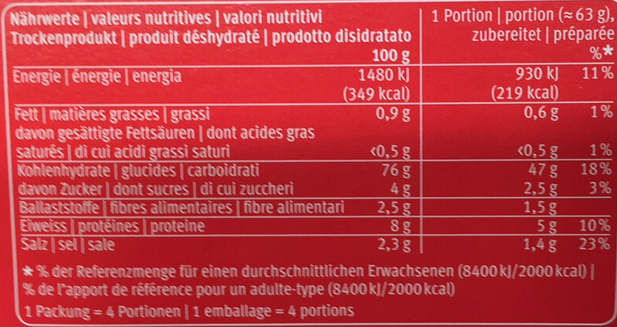 Nährwerte | valeurs nutritives | valori nutritivi 1 Portion | portion (≈ 63 g),
Trockenprodukt | produit déshydraté | prodotto disidratato zubereitet | préparée
100 g %*
Energie | énergie | energia 1480 kJ 930 kJ 11%
(349 kcal) (219 kcal)
Fett | matières grasses | grassi 0,9 g 0,6 g 1%
davon gesättigte Fettsäuren | dont acides gras
saturés | di cui acidi grassi saturi <0,5 g <0,5 g 1%
Kohlenhydrate | glucides | carboidrati 76 g 47 g 18%
davon Zucker | dont sucres | di cui zuccheri 4 g 2,5 g 3%
Ballaststoffe | fibres alimentaires | fibre alimentari 2,5 g 1,5 g
Eiweiss | protéines | proteine 8 g 5 g 10%
Salz | sel | sale 2,3 g 1,4 g 23%
* % der Referenzmenge für einen durchschnittlichen Erwachsenen (8400 kJ/2000 kcal) |
% de l'apport de référence pour un adulte-type (8400 kJ/2000 kcal)
1 Packung = 4 Portionen | 1 emballage = 4 portions